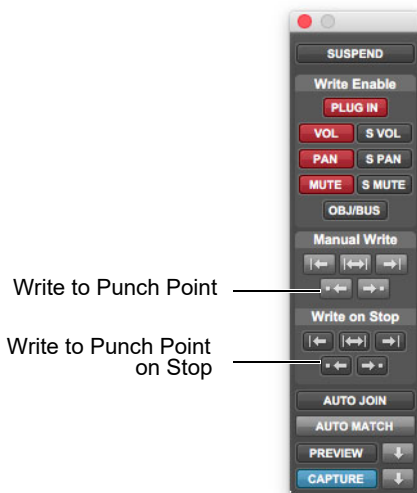 SUSPEND
Write Enable
PLUG IN
VOL S VOL
PAN S PAN
MUTE S MUTE
OBJ/BUS
Manual Write
Write to Punch Point
Write on Stop
Write to Punch Point
on Stop
AUTO JOIN
AUTO MATCH
PREVIEW
CAPTURE